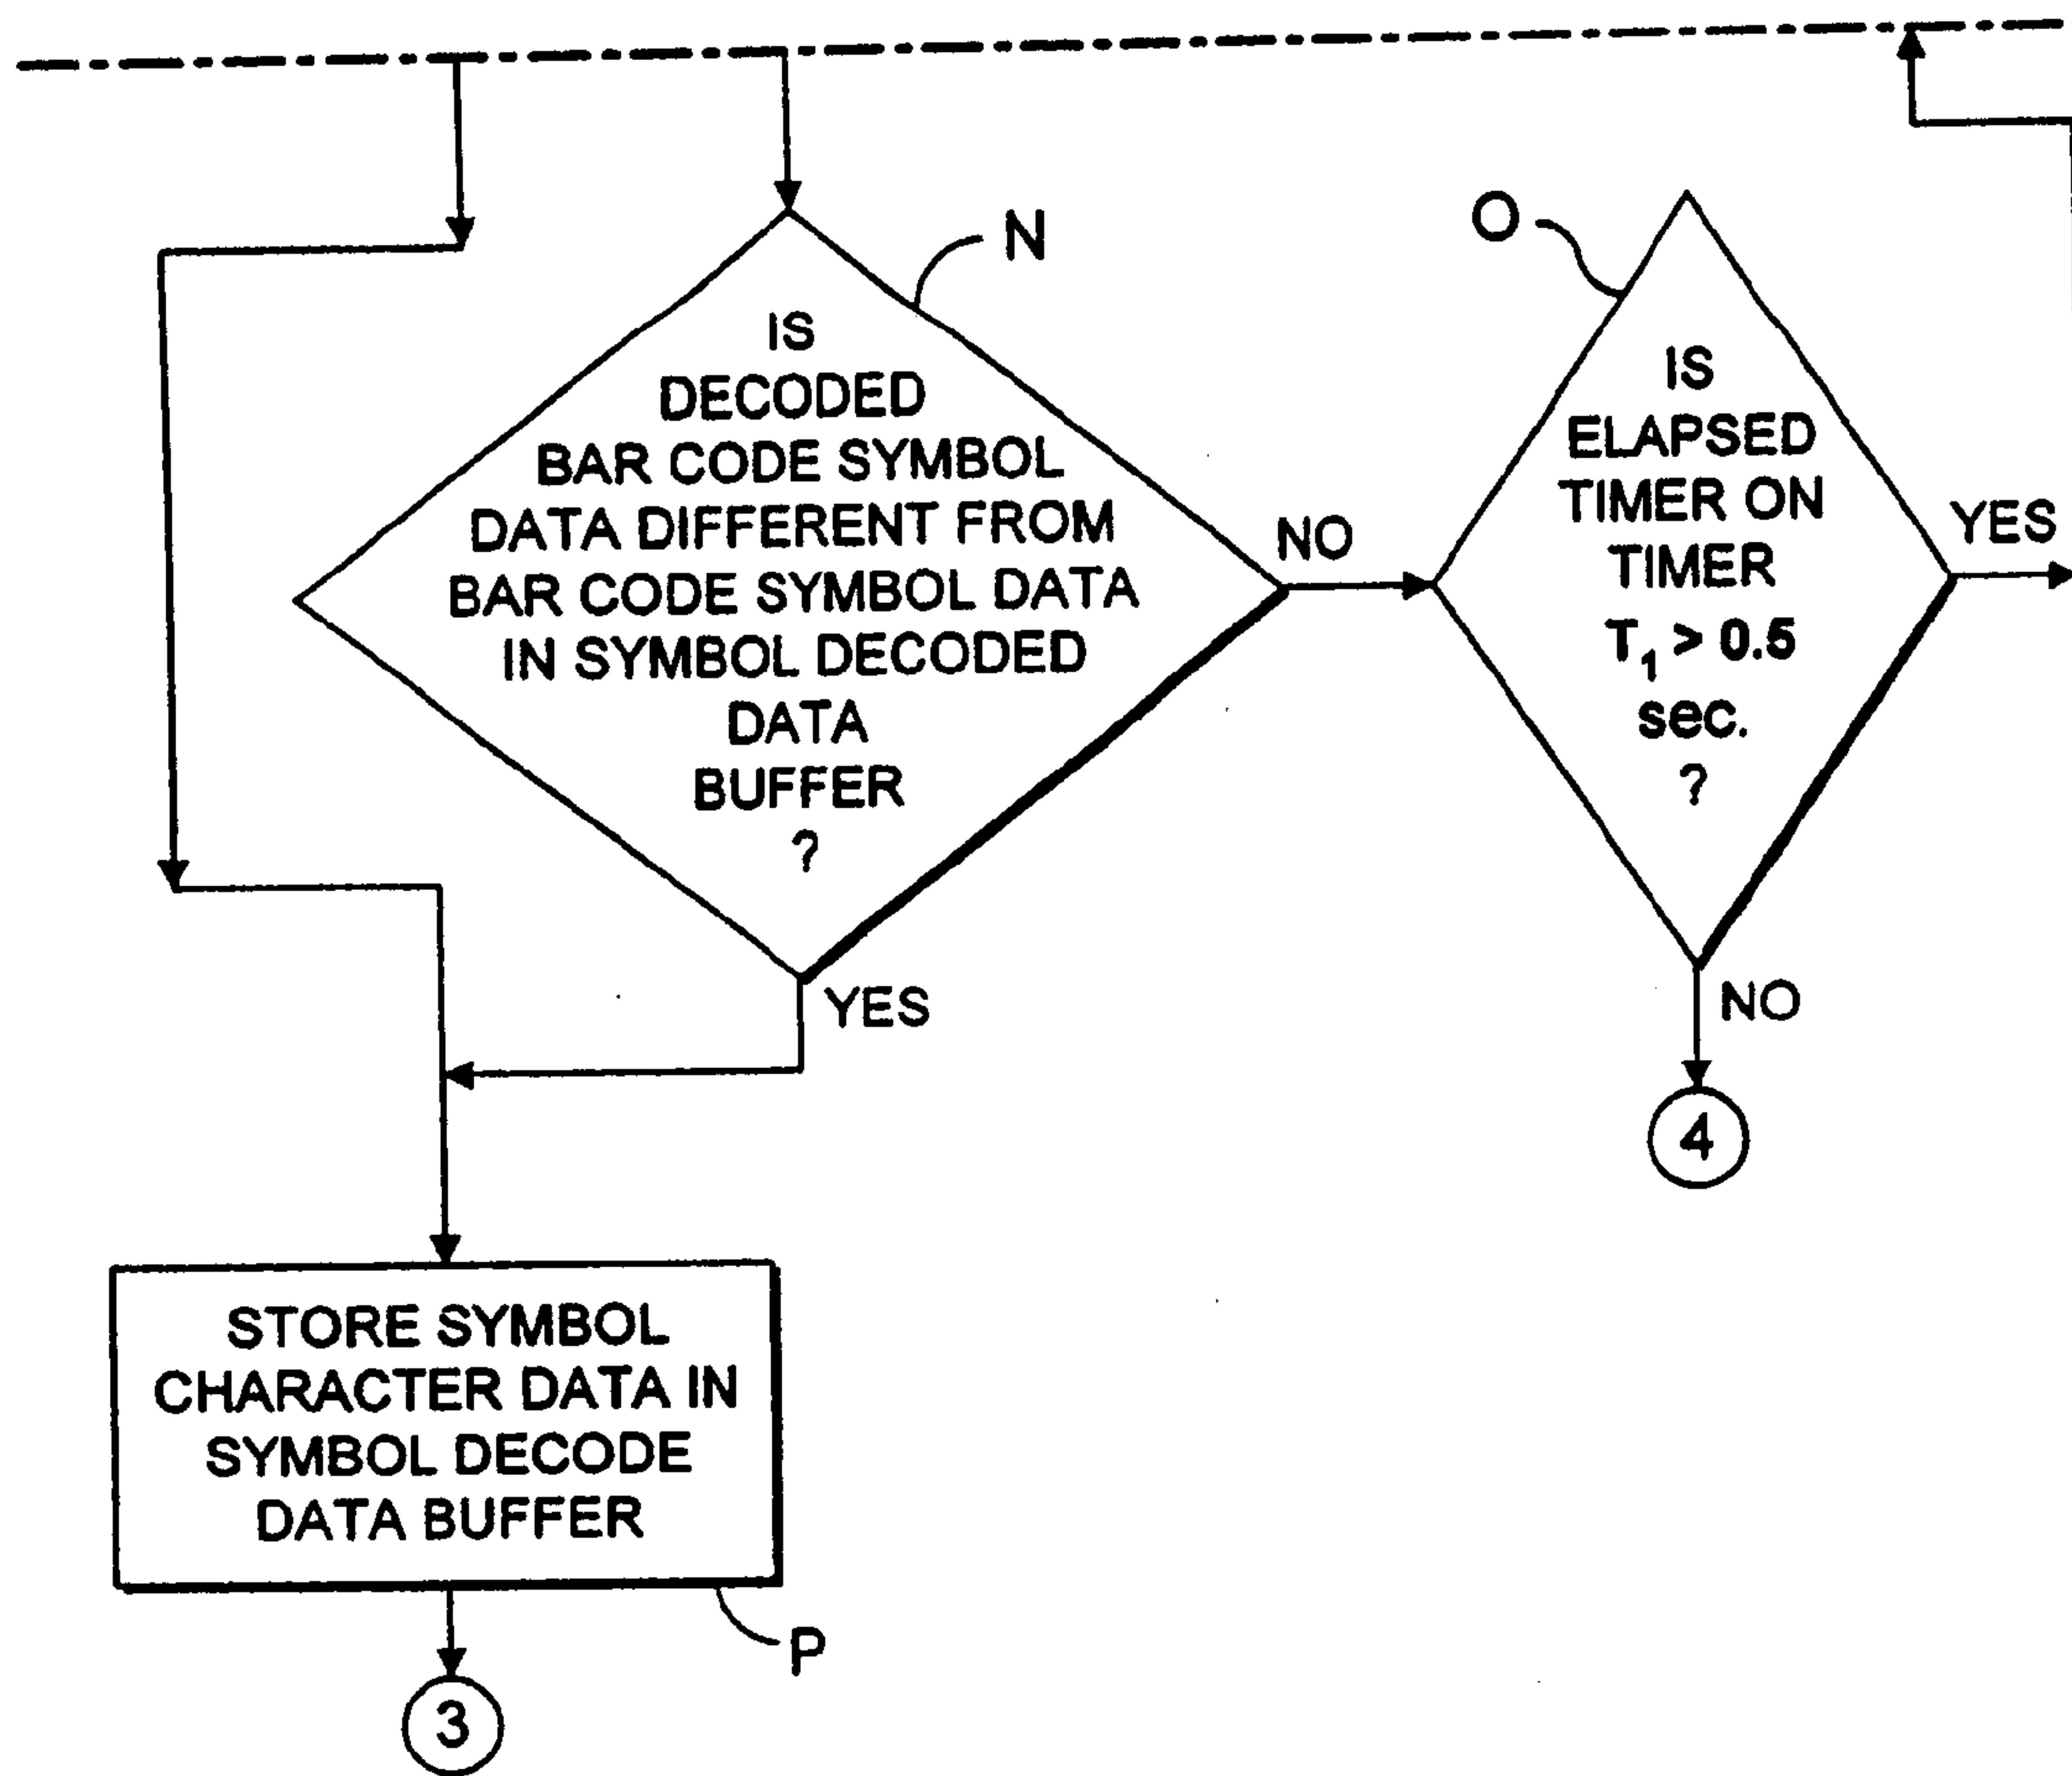 N
IS
DECODED
BAR CODE SYMBOL
DATA DIFFERENT FROM
BAR CODE SYMBOL DATA
IN SYMBOL DECODED
DATA
BUFFER
?
NO
YES
O
IS
ELAPSED
TIMER ON
TIMER
T₁ > 0.5
sec.
?
YES
NO
4
STORE SYMBOL
CHARACTER DATA IN
SYMBOL DECODE
DATA BUFFER
P
3